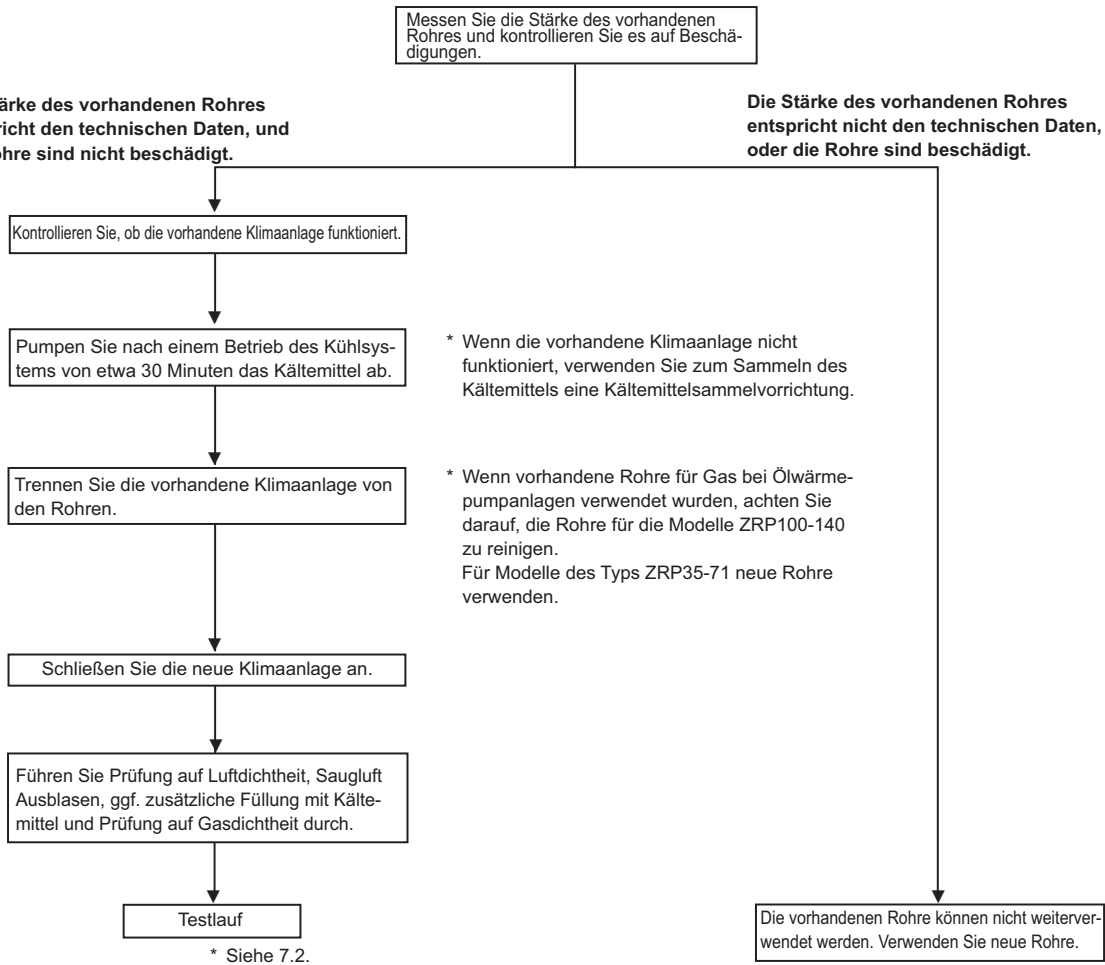 Messen Sie die Stärke des vorhandenen
Rohres und kontrollieren Sie es auf Beschä-
digungen.
des vorhandenen Rohres
den technischen Daten, und
sind nicht beschädigt.
Die Stärke des vorhandenen Rohres
entspricht nicht den technischen Daten,
oder die Rohre sind beschädigt.
Kontrollieren Sie, ob die vorhandene Klimaanlage funktioniert.
Pumpen Sie nach einem Betrieb des Kühlsys-
tems von etwa 30 Minuten das Kältemittel ab.
* Wenn die vorhandene Klimaanlage nicht
funktioniert, verwenden Sie zum Sammeln des
Kältemittels eine Kältemittelsammelvorrichtung.
Trennen Sie die vorhandene Klimaanlage von
den Rohren.
* Wenn vorhandene Rohre für Gas bei Ölwärme-
pumpanlagen verwendet wurden, achten Sie
darauf, die Rohre für die Modelle ZRP100-140
zu reinigen.
Für Modelle des Typs ZRP35-71 neue Rohre
verwenden.
Schließen Sie die neue Klimaanlage an.
Führen Sie Prüfung auf Luftdichtheit, Saugluft
Ausblasen, ggf. zusätzliche Füllung mit Kälte-
mittel und Prüfung auf Gasdichtheit durch.
Testlauf
* Siehe 7.2.
Die vorhandenen Rohre können nicht weiterver-
wendet werden. Verwenden Sie neue Rohre.